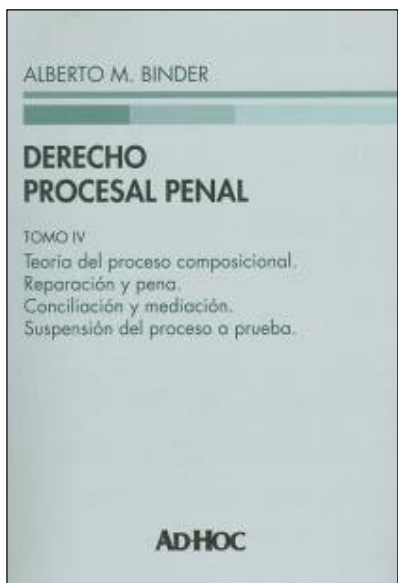 ALBERTO M. BINDER
DERECHO
PROCESAL PENAL
TOMO IV
Teoría del proceso composicional.
Reparación y pena.
Conciliación y mediación.
Suspensión del proceso a prueba.
AD·HOC